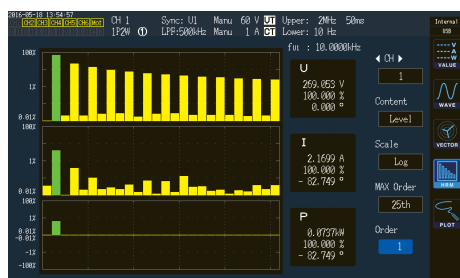 2016-05-18 13:54:57
CH2 CH3 CH4 CH5 CH6 Mot
CH 1 Sync: U1 Manu 60 V UT Upper: 2MHz 50ms
1P2W ① LPF:500kHz Manu 1 A CT Lower: 10 Hz
Internal
USB
fU1 : 10.0000Hz
100%
1%
0.01%
U
269.053 V
100.000 %
0.000 °
100%
1%
0.01%
I
2.1699 A
100.000 %
- 82.749 °
100%
1%
0.01%
-0.01%
-1%
-100%
P
0.0737kW
100.000 %
- 82.749 °
CH
1
Content
Level
Scale
Log
MAX Order
25th
Order
1
V
A
W
VALUE
WAVE
VECTOR
HRM
PLOT